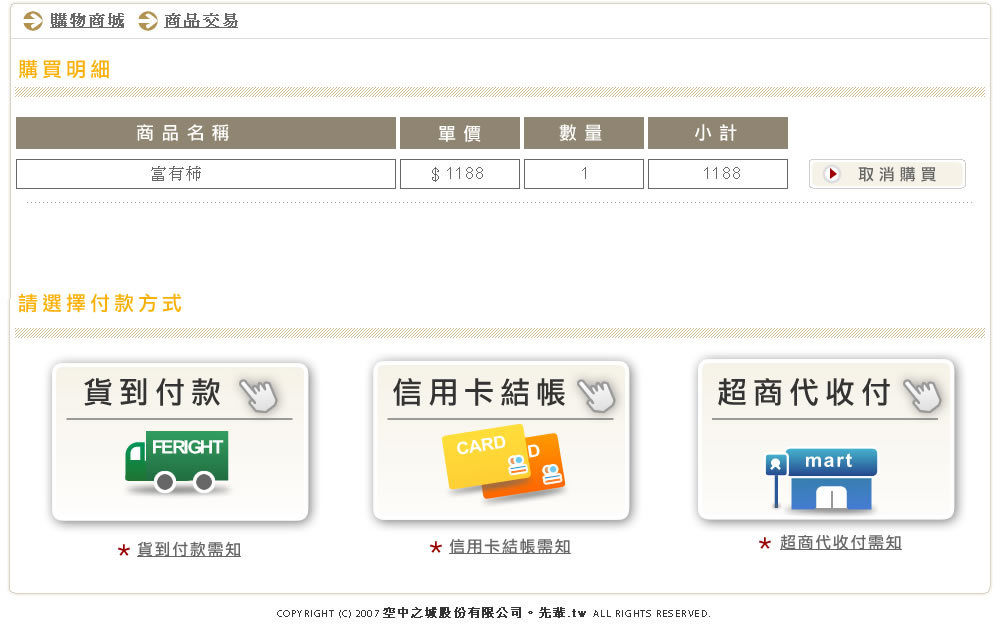 購物商城 商品交易
購買明細
商品名稱 單價 數量 小計
富有柿 $ 1188 1 1188 取消購買
請選擇付款方式
貨到付款 信用卡結帳 超商代收付
FERIGHT CARD D mart
* 貨到付款需知 * 信用卡結帳需知 * 超商代收付需知
COPYRIGHT (C) 2007 空中之城股份有限公司。先輩.tw ALL RIGHTS RESERVED.